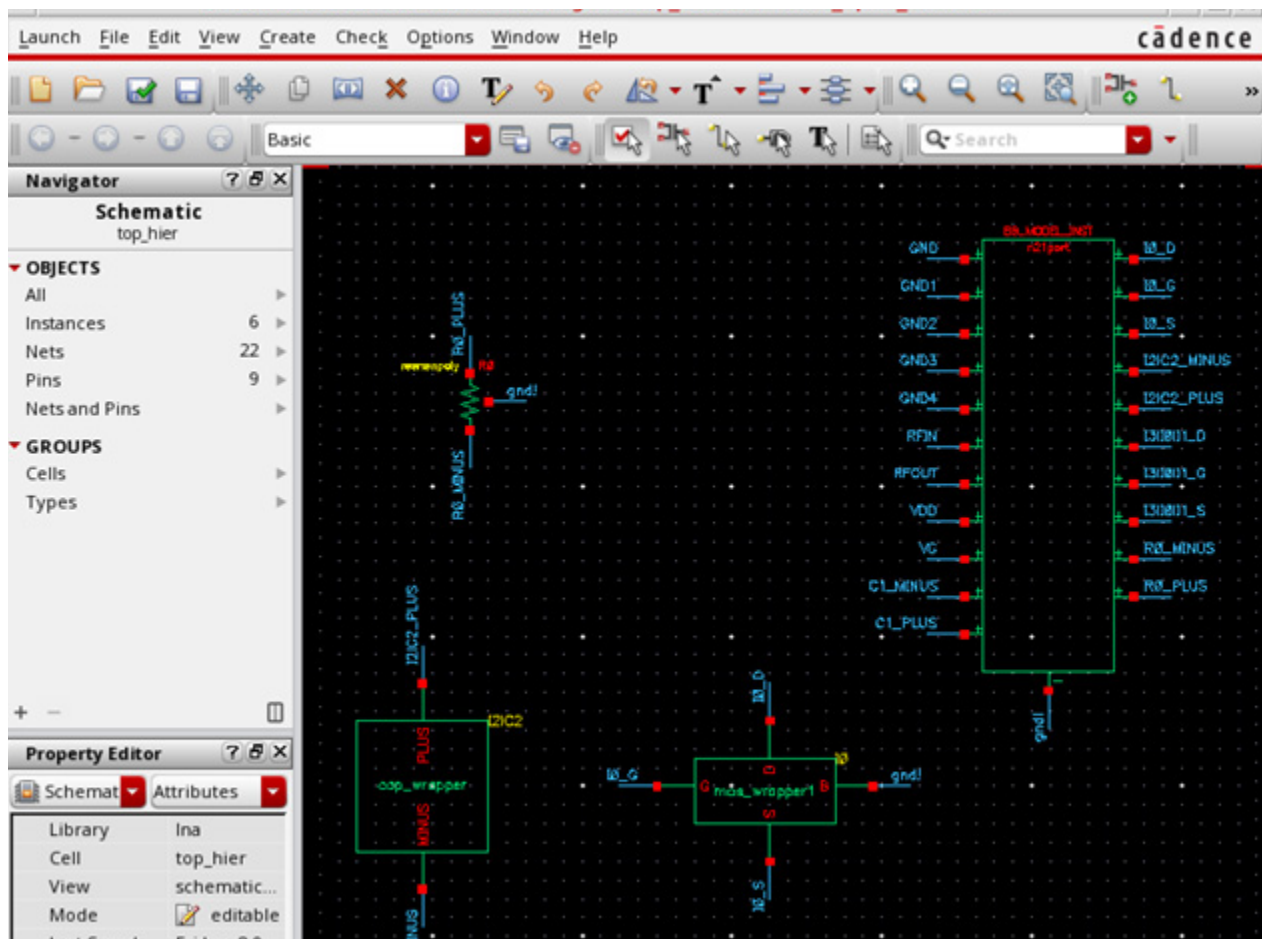 Launch File Edit View Create Check Options Window Help cādence
Basic
Search
Navigator
Schematic
top_hier
OBJECTS
All
Instances 6
Nets 22
Pins 9
Nets and Pins
GROUPS
Cells
Types
Property Editor
Schemat Attributes
Library lna
Cell top_hier
View schematic...
Mode editable
R0_PLUS
R0
gnd!
R0_MINUS
I2IC2_PLUS
I2IC2
PLUS
cap_wrapper
MINUS
I0_D
I0
I0_G
G
D
mos_wrapper1
B
gnd!
S
I0_S
GND
GND1
GND2
GND3
GND4
RFIN
RFOUT
VDD
VG
C1_MINUS
C1_PLUS
I0_D
I0_G
I0_S
I2IC2_MINUS
I2IC2_PLUS
R0_MINUS
R0_PLUS
gnd!